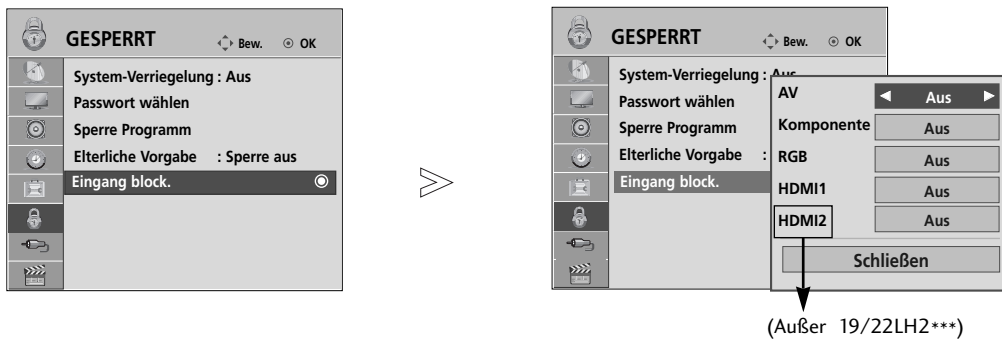 GESPERRT Bew. OK
System-Verriegelung : Aus
Passwort wählen
Sperre Programm
Elterliche Vorgabe : Sperre aus
Eingang block.
GESPERRT Bew. OK
System-Verriegelung : Aus
Passwort wählen
Sperre Programm
Elterliche Vorgabe :
Eingang block.
AV Aus
Komponente Aus
RGB Aus
HDMI1 Aus
HDMI2 Aus
Schließen
(Außer 19/22LH2***)